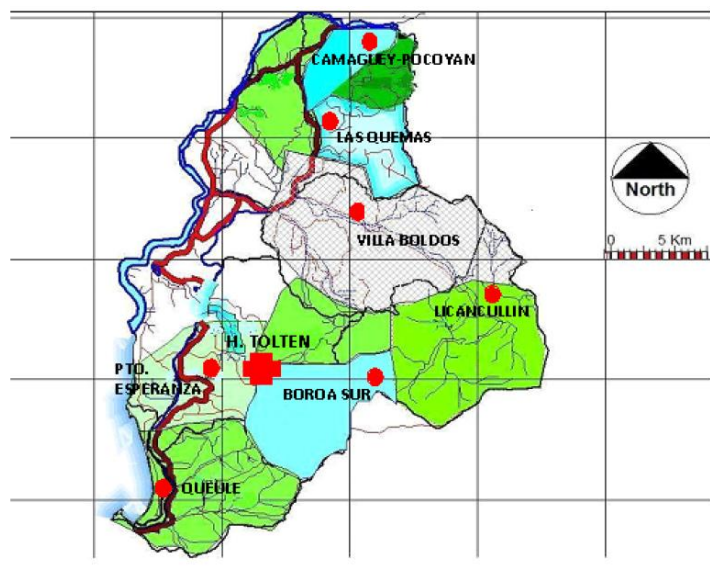 CAMAGUEY-POCOYAN
LAS QUEMAS
North
0 5 Km
VILLA BOLDOS
LICANCULLIN
H. TOLTEN
PTO.
ESPERANZA
BOROA SUR
QUEULE